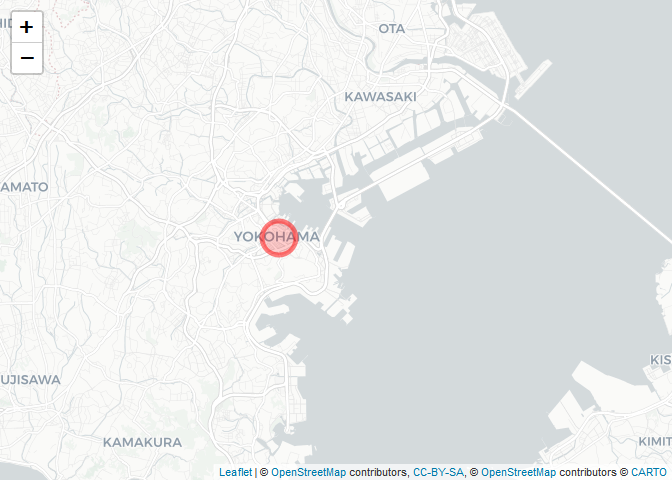 +
−
OTA
KAWASAKI
AMATO
YOKOHAMA
KIS
UJISAWA
KAMAKURA
KIMIT
Leaflet | © OpenStreetMap contributors, CC-BY-SA, © OpenStreetMap contributors © CARTO